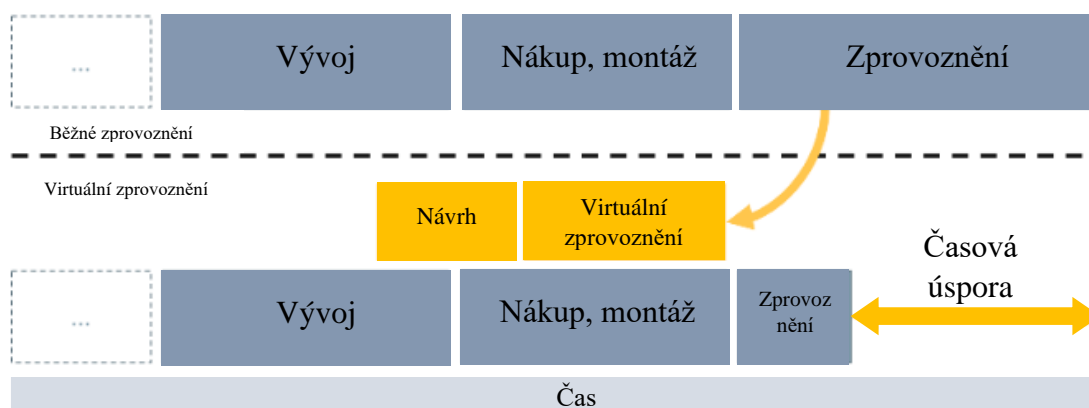 ...
Vývoj
Nákup, montáž
Zprovoznění
Běžné zprovoznění
Virtuální zprovoznění
Návrh
Virtuální
zprovoznění
Časová
úspora
...
Vývoj
Nákup, montáž
Zprovoz
nění
Čas